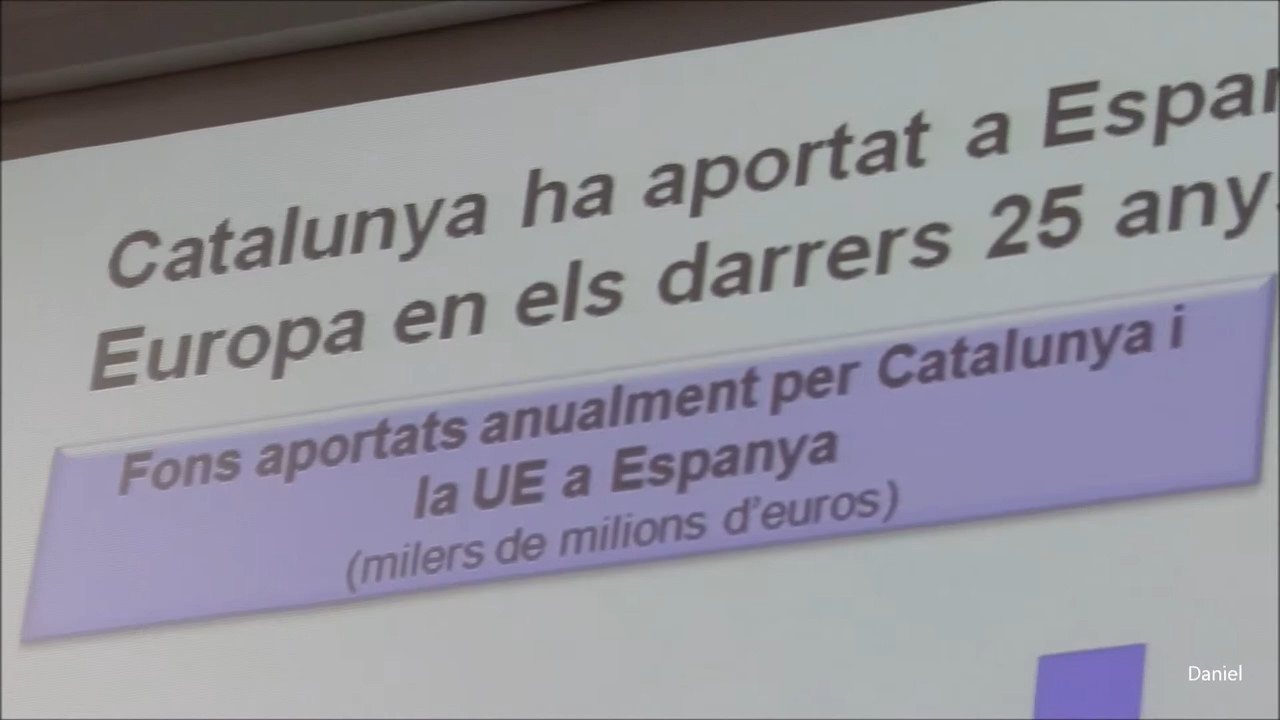 Catalunya ha aportat a Espan
Europa en els darrers 25 any
Fons aportats anualment per Catalunya i
la UE a Espanya
(milers de milions d'euros)
Daniel